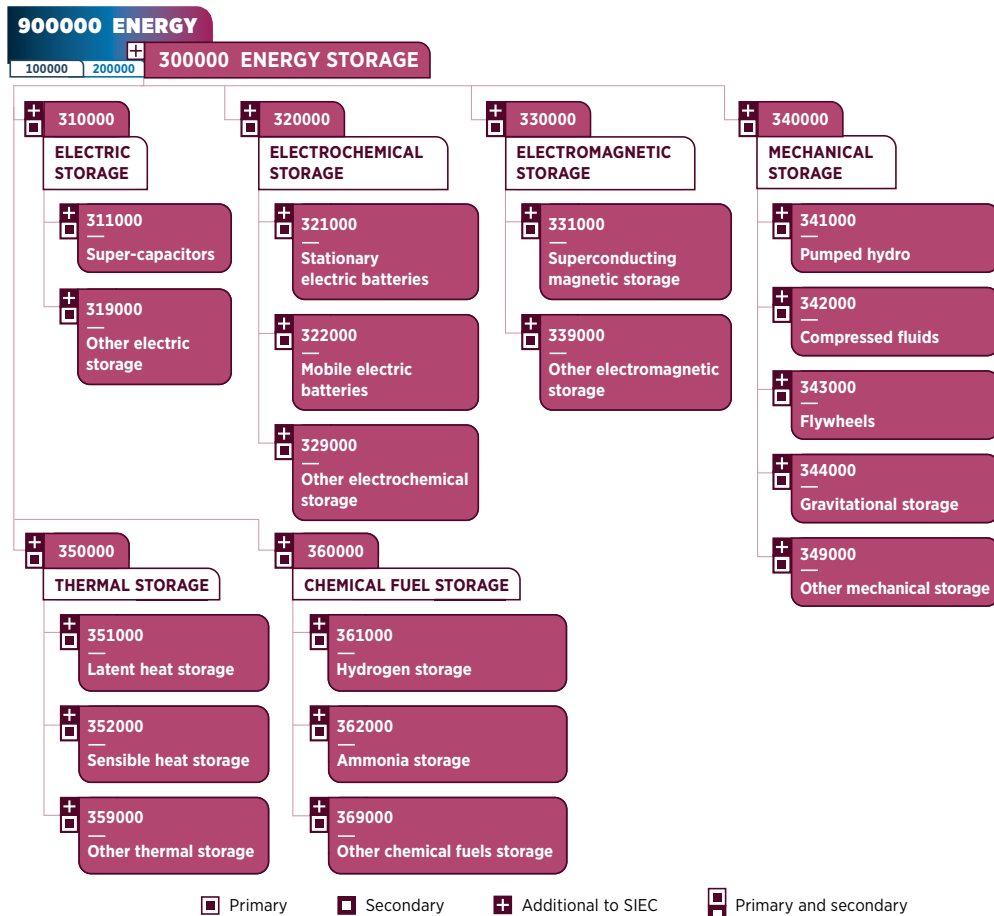 900000 ENERGY
100000 200000
300000 ENERGY STORAGE
310000
ELECTRIC
STORAGE
311000
Super-capacitors
319000
Other electric
storage
320000
ELECTROCHEMICAL
STORAGE
321000
Stationary
electric batteries
322000
Mobile electric
batteries
329000
Other electrochemical
storage
330000
ELECTROMAGNETIC
STORAGE
331000
Superconducting
magnetic storage
339000
Other electromagnetic
storage
340000
MECHANICAL
STORAGE
341000
Pumped hydro
342000
Compressed fluids
343000
Flywheels
344000
Gravitational storage
349000
Other mechanical storage
350000
THERMAL STORAGE
351000
Latent heat storage
352000
Sensible heat storage
359000
Other thermal storage
360000
CHEMICAL FUEL STORAGE
361000
Hydrogen storage
362000
Ammonia storage
369000
Other chemical fuels storage
Primary
Secondary
Additional to SIEC
Primary and secondary